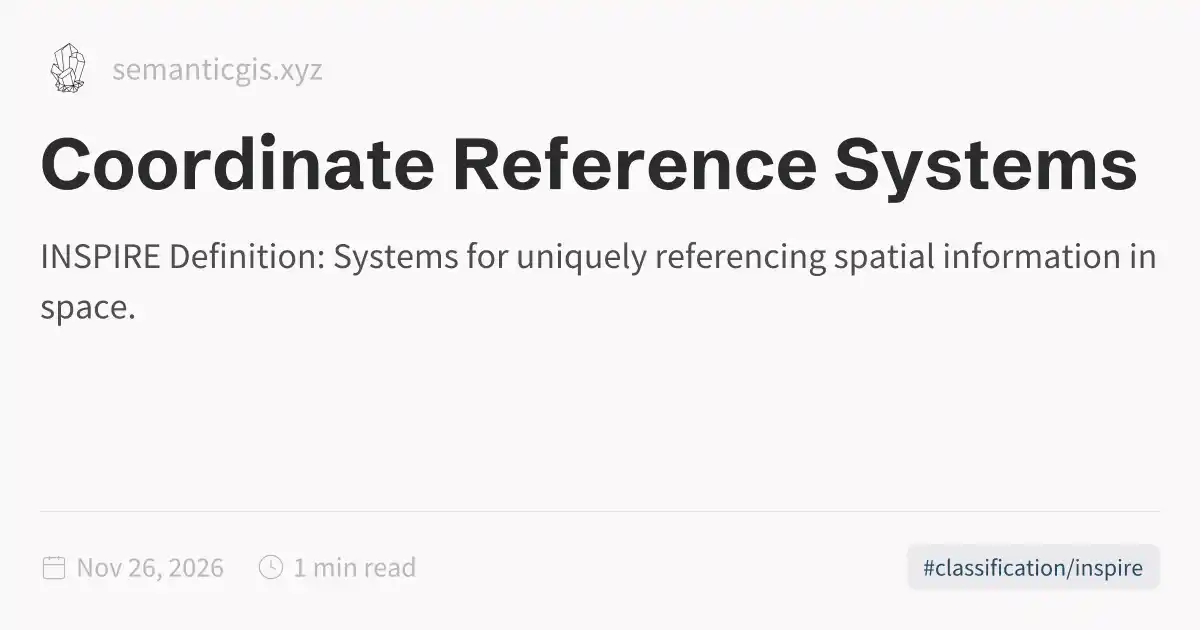 semanticgis.xyz
Coordinate Reference Systems
INSPIRE Definition: Systems for uniquely referencing spatial information in
space.
Nov 26, 2026 1 min read
#classification/inspire